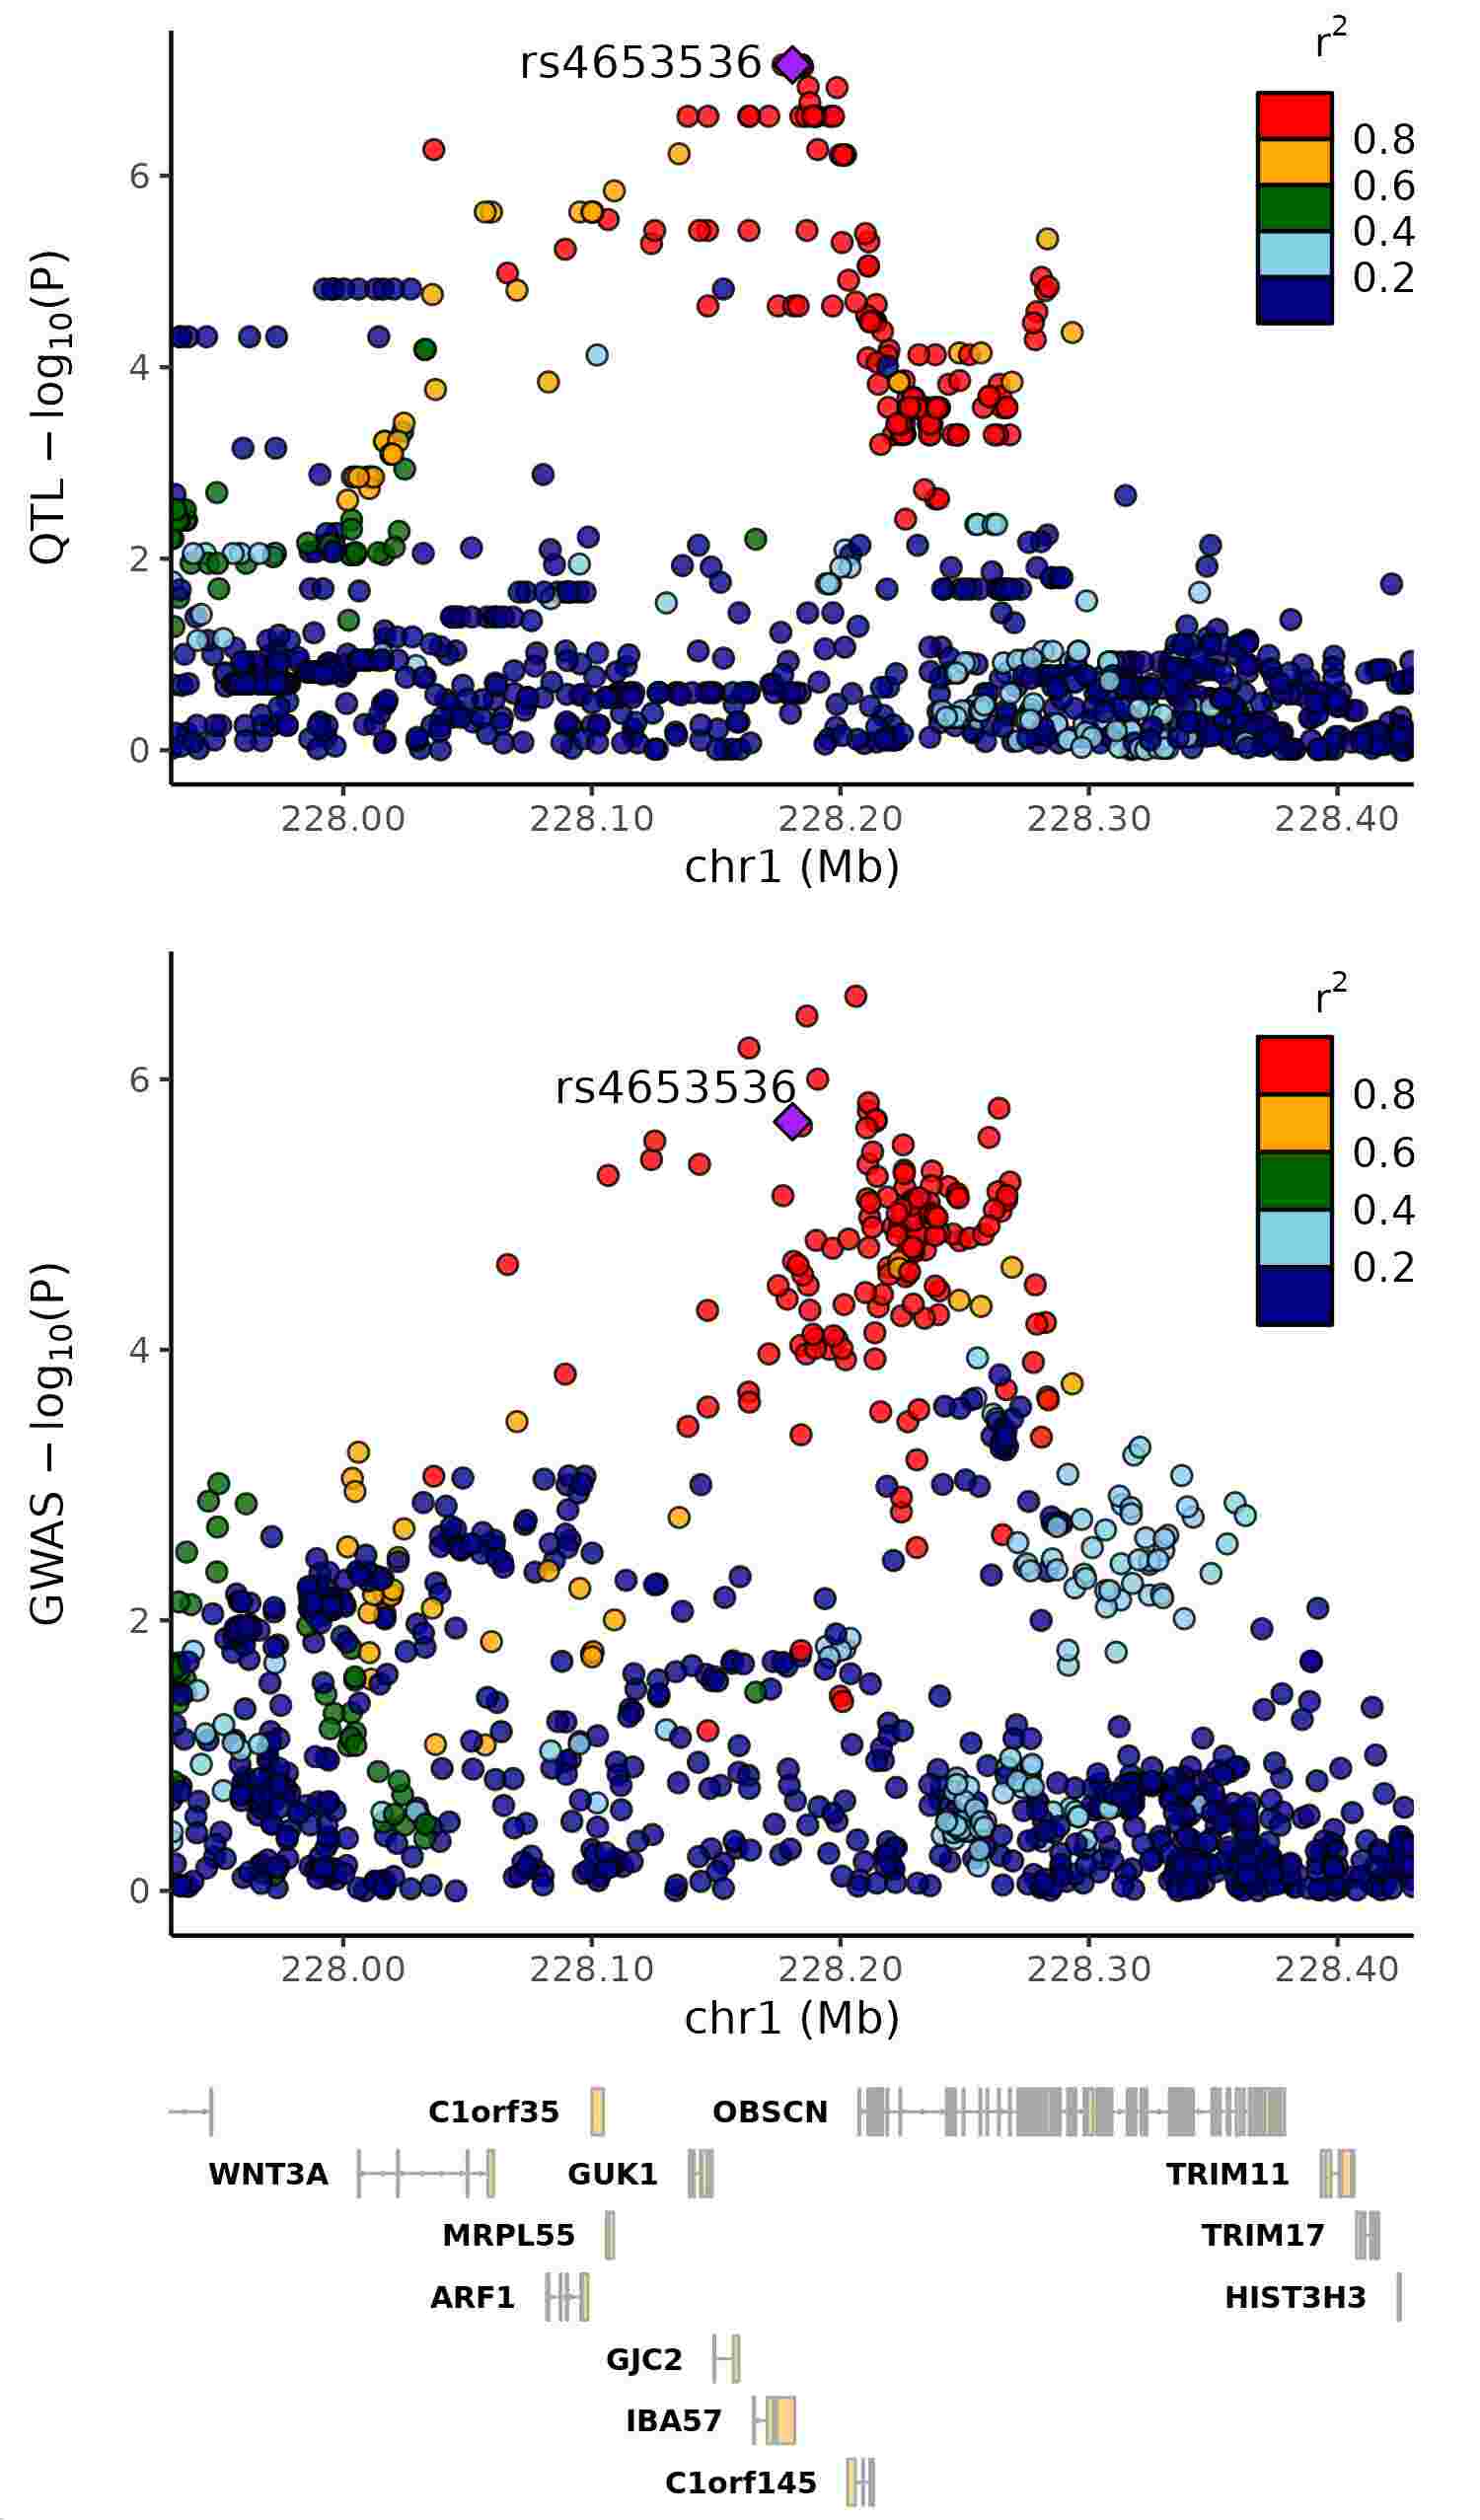 r2
rs4653536
0.8
0.6
0.4
0.2
6
4
2
0
QTL − log10(P)
228.00 228.10 228.20 228.30 228.40
chr1 (Mb)
r2
rs4653536
0.8
0.6
0.4
0.2
6
4
2
0
GWAS − log10(P)
228.00 228.10 228.20 228.30 228.40
chr1 (Mb)
C1orf35 OBSCN
WNT3A GUK1 TRIM11
MRPL55 TRIM17
ARF1 HIST3H3
GJC2
IBA57
C1orf145